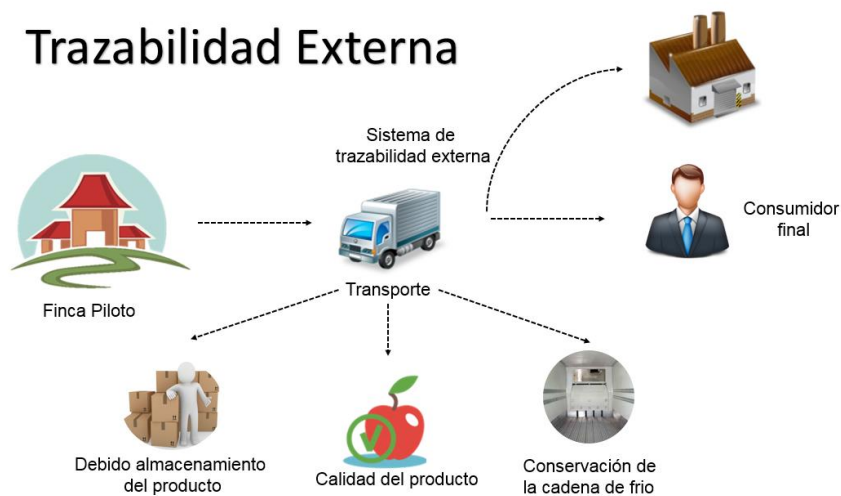 Trazabilidad Externa
Sistema de
trazabilidad externa
Consumidor
final
Finca Piloto
Transporte
Debido almacenamiento
del producto
Calidad del producto
Conservación de
la cadena de frio